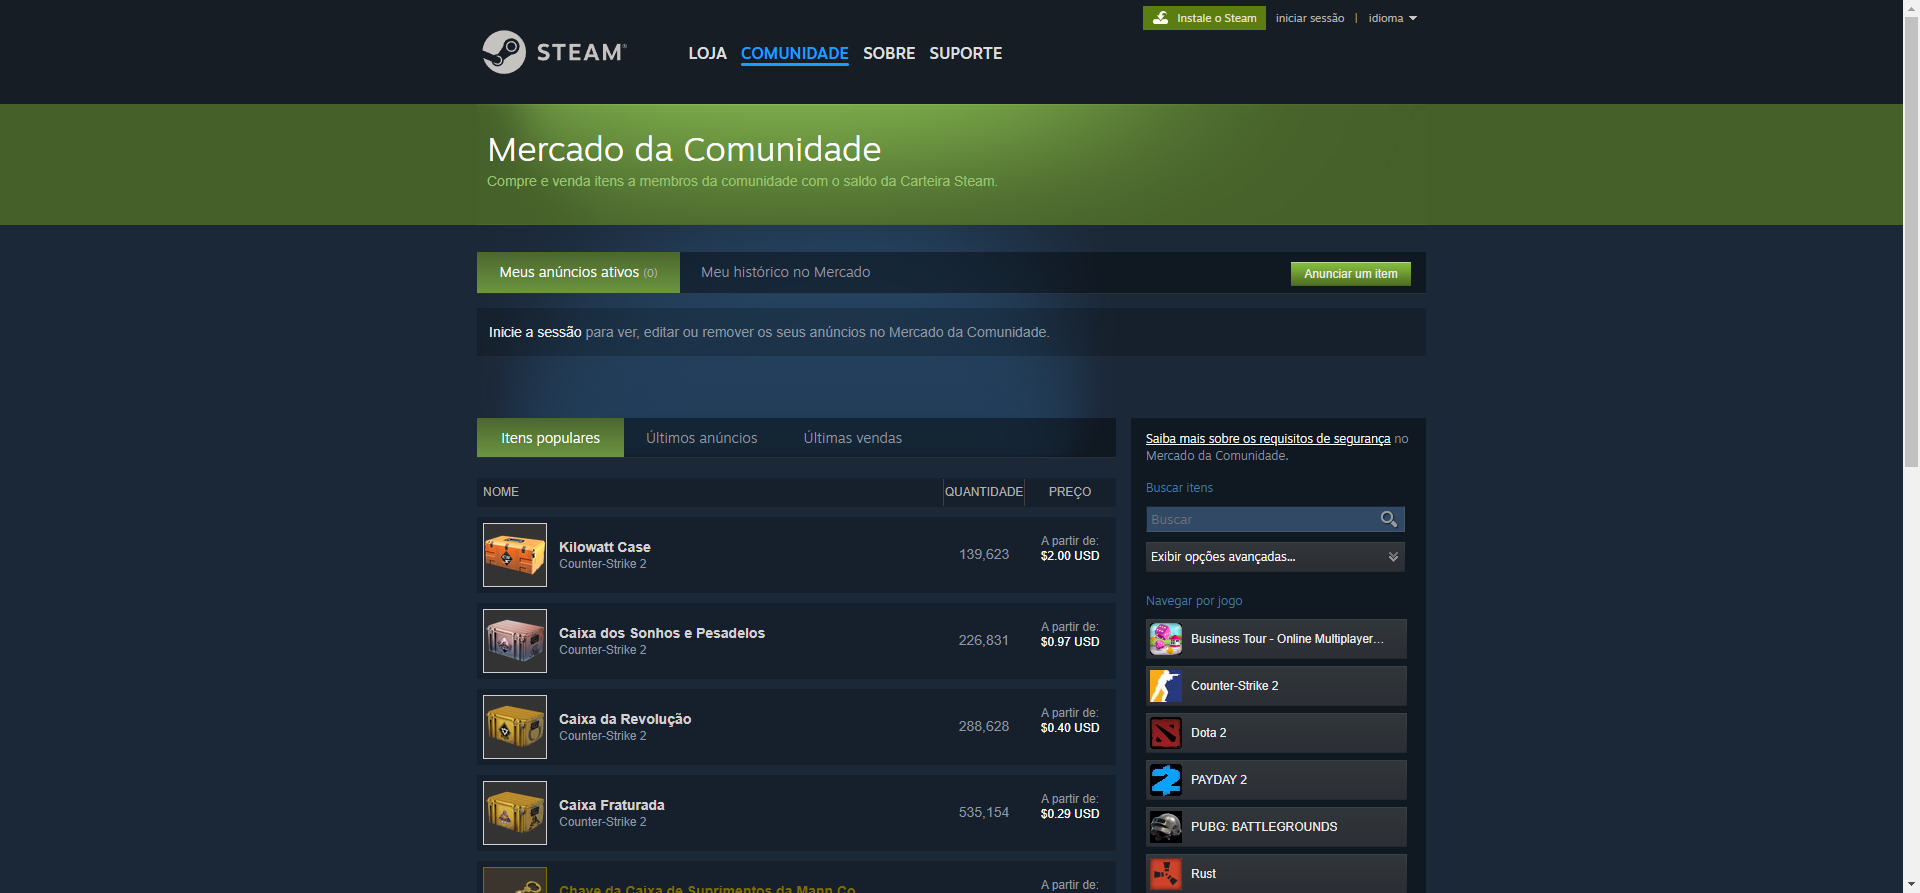 Instale o Steam
iniciar sessão | idioma
STEAM
LOJA COMUNIDADE SOBRE SUPORTE
Mercado da Comunidade
Compre e venda itens a membros da comunidade com o saldo da Carteira Steam.
Meus anúncios ativos (0)
Meu histórico no Mercado
Anunciar um item
Inicie a sessão para ver, editar ou remover os seus anúncios no Mercado da Comunidade.
Itens populares
Últimos anúncios
Últimas vendas
NOME QUANTIDADE PREÇO
Kilowatt Case
Counter-Strike 2
139,623
A partir de:
$2.00 USD
Caixa dos Sonhos e Pesadelos
Counter-Strike 2
226,831
A partir de:
$0.97 USD
Caixa da Revolução
Counter-Strike 2
288,628
A partir de:
$0.40 USD
Caixa Fraturada
Counter-Strike 2
535,154
A partir de:
$0.29 USD
Chave da Caixa de Suprimentos da Mann Co.
A partir de:
Saiba mais sobre os requisitos de segurança no
Mercado da Comunidade.
Buscar itens
Buscar
Exibir opções avançadas...
Navegar por jogo
Business Tour - Online Multiplayer...
Counter-Strike 2
Dota 2
PAYDAY 2
PUBG: BATTLEGROUNDS
Rust